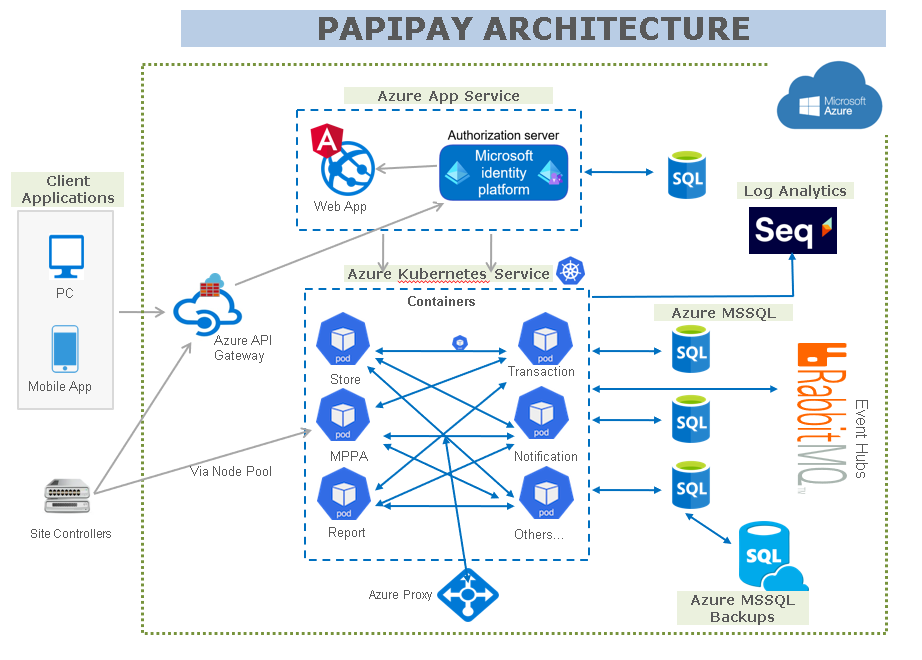 PAPIPAY ARCHITECTURE
Microsoft
Azure
Azure App Service
Authorization server
Microsoft
identity
platform
Web App
SQL
Client
Applications
PC
Mobile App
Log Analytics
Seq
Azure Kubernetes Service
Containers
Azure API
Gateway
pod
Store
pod
Transaction
pod
MPPA
pod
Notification
pod
Report
pod
Others...
Azure MSSQL
SQL
SQL
SQL
RabbitMQ
TM
Event Hubs
Via Node Pool
Site Controllers
Azure Proxy
SQL
Azure MSSQL
Backups